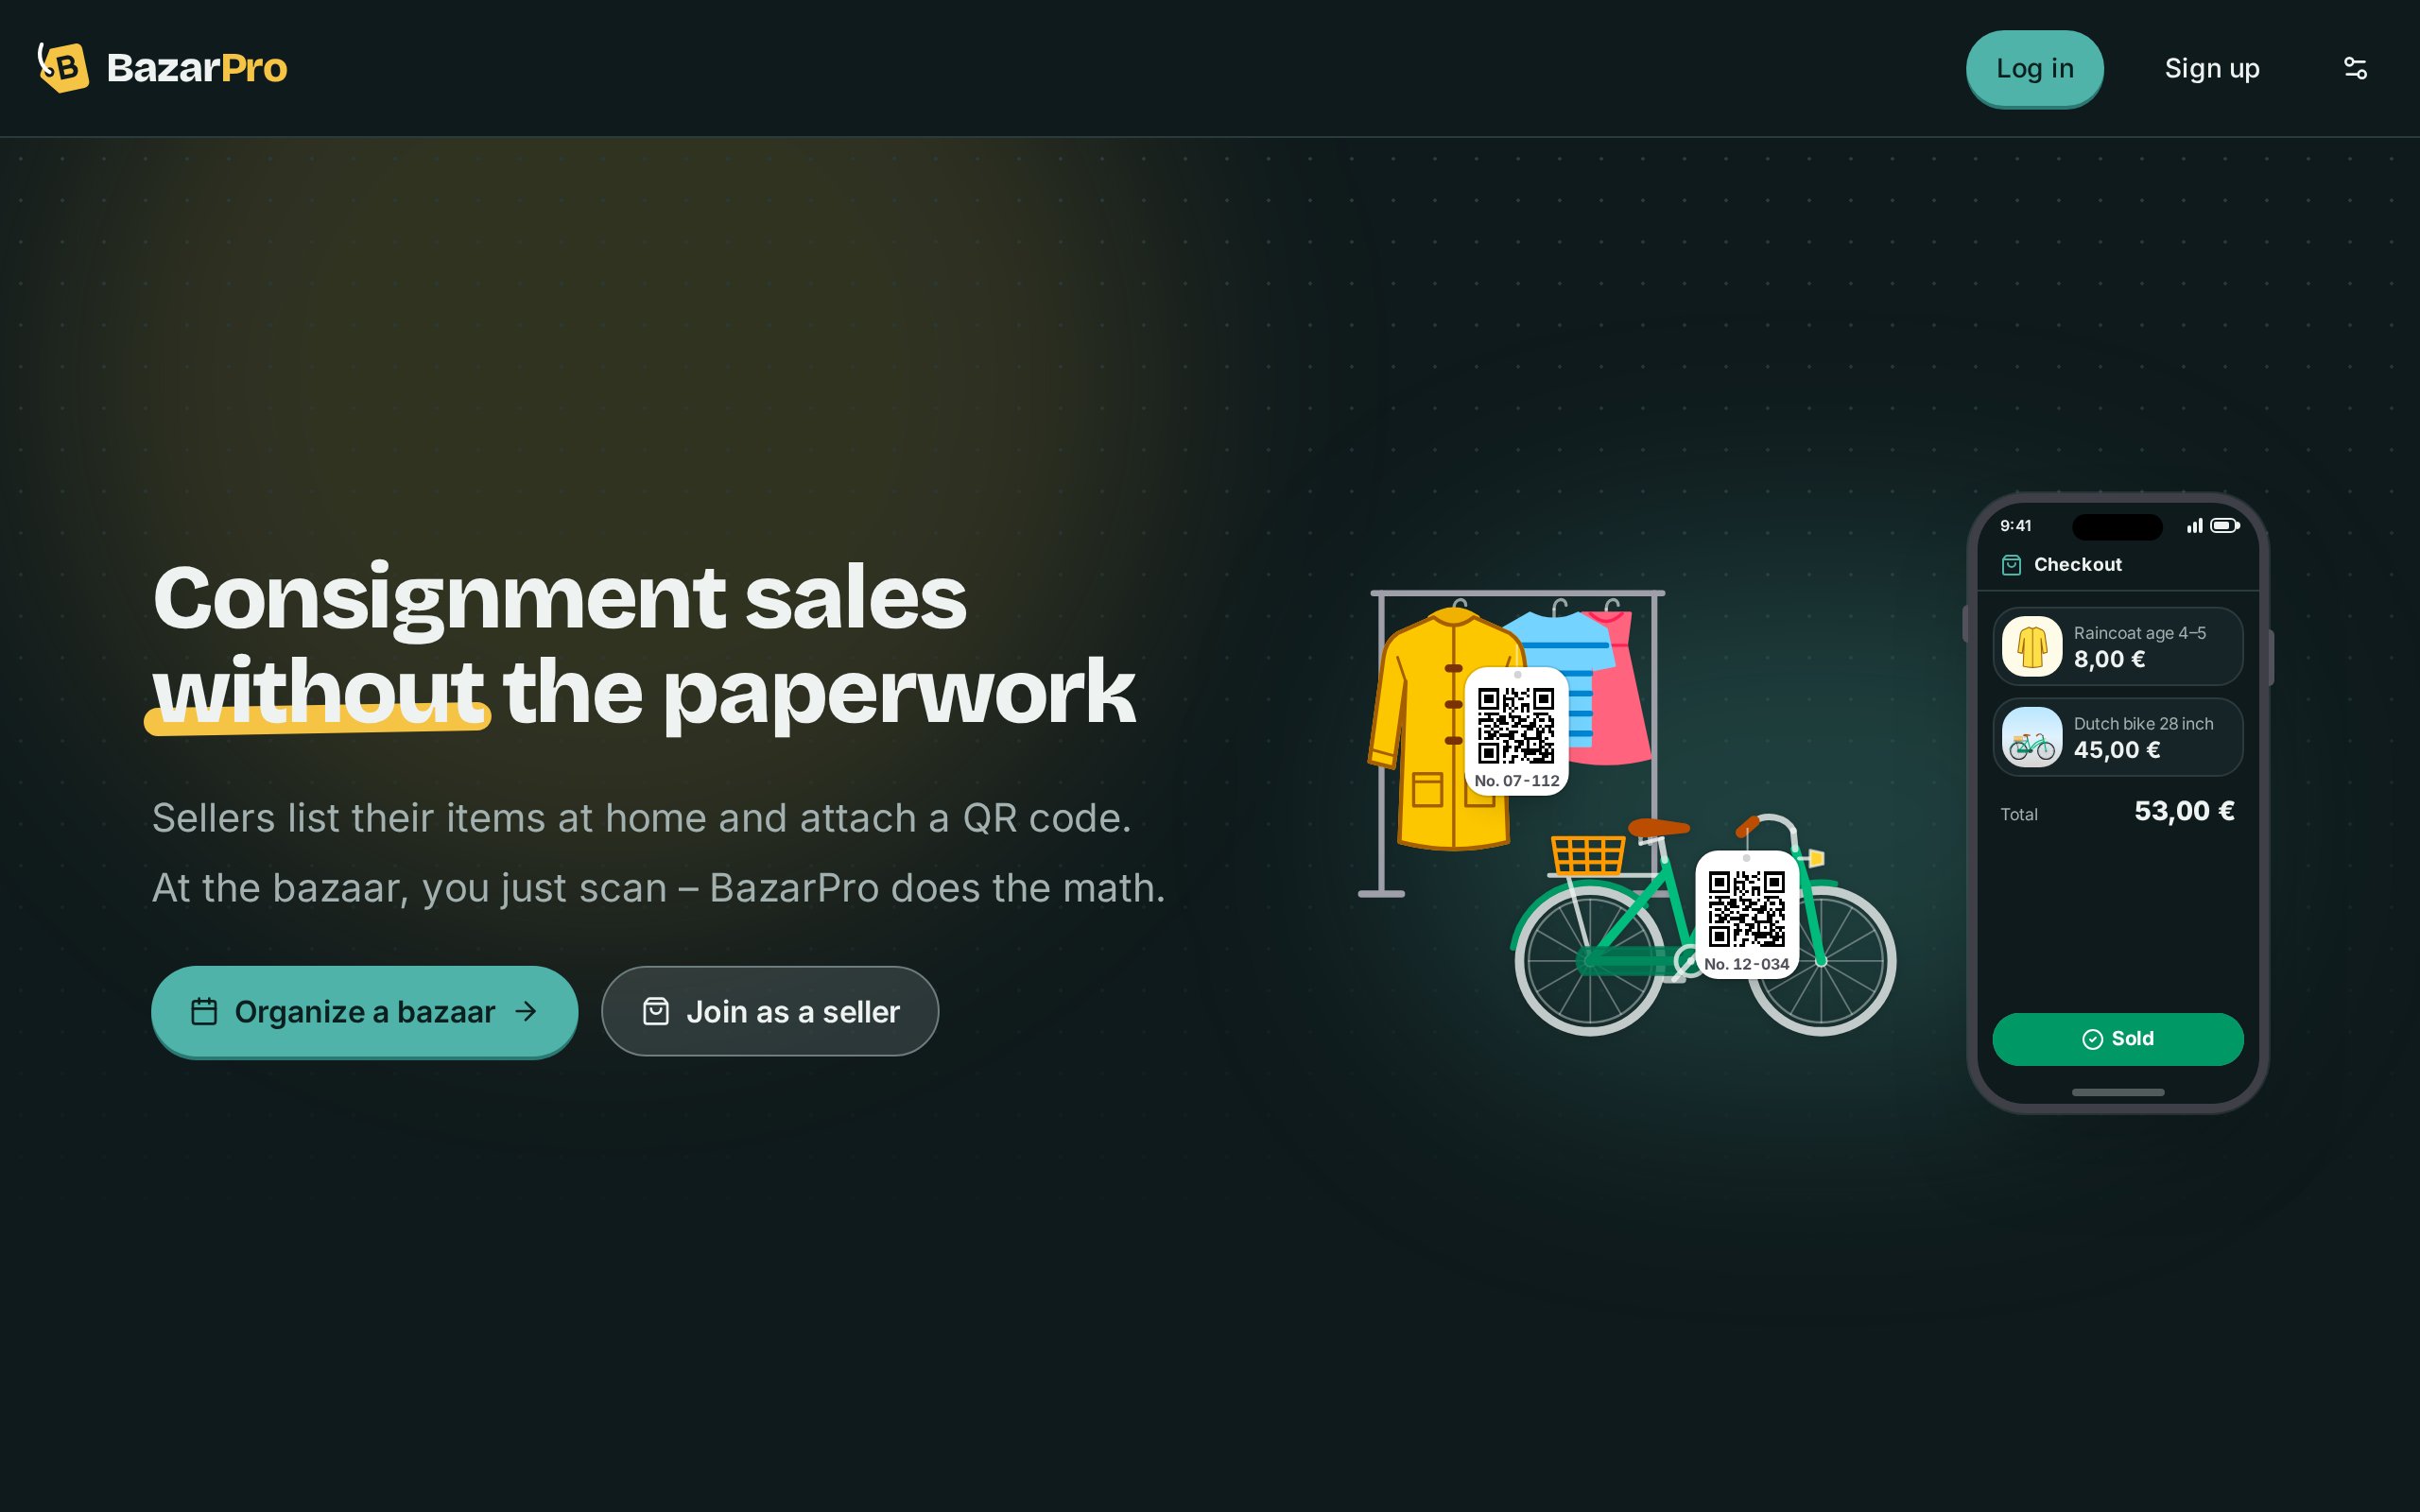 B
BazarPro
Log in
Sign up
Consignment sales
without the paperwork
Sellers list their items at home and attach a QR code.
At the bazaar, you just scan – BazarPro does the math.
Organize a bazaar
Join as a seller
No. 07-112
No. 12-034
9:41
Checkout
Raincoat age 4–5
8,00 €
Dutch bike 28 inch
45,00 €
Total 53,00 €
Sold